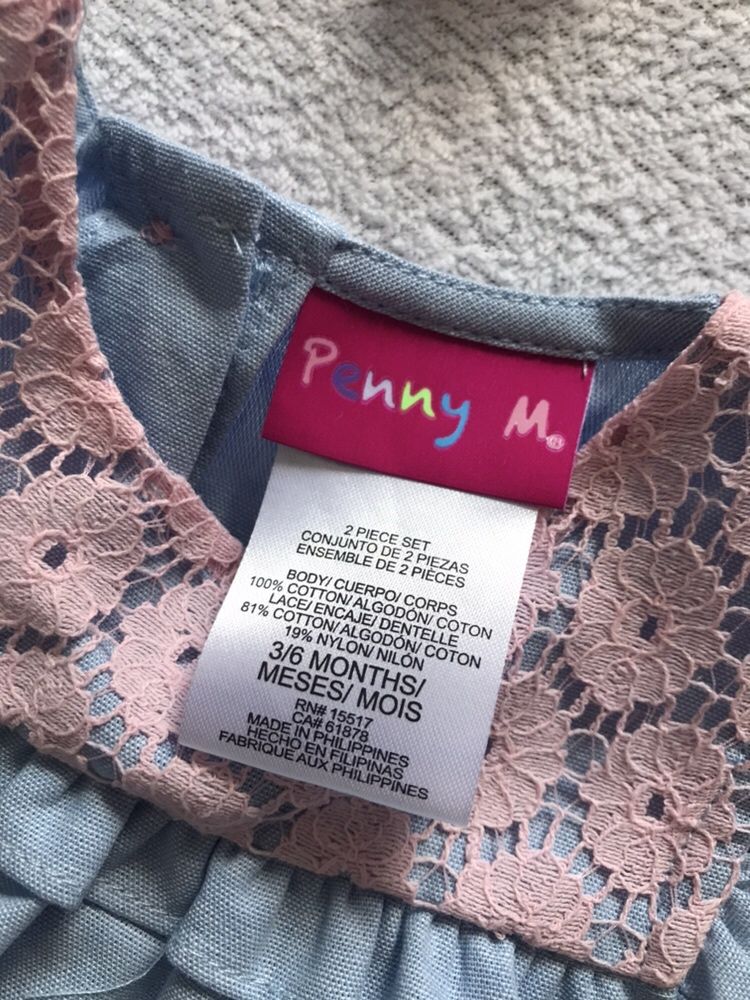 Penny M.
2 PIECE SET
CONJUNTO DE 2 PIEZAS
ENSEMBLE DE 2 PIÈCES
BODY/ CUERPO/ CORPS
100% COTTON/ ALGODÓN/ COTON
LACE/ ENCAJE/ DENTELLE
81% COTTON/ ALGODÓN/ COTON
19% NYLON/ NILÓN
3/6 MONTHS/
MESES/ MOIS
RN# 15517
CA# 61878
MADE IN PHILIPPINES
HECHO EN FILIPINAS
FABRIQUE AUX PHILIPPINES